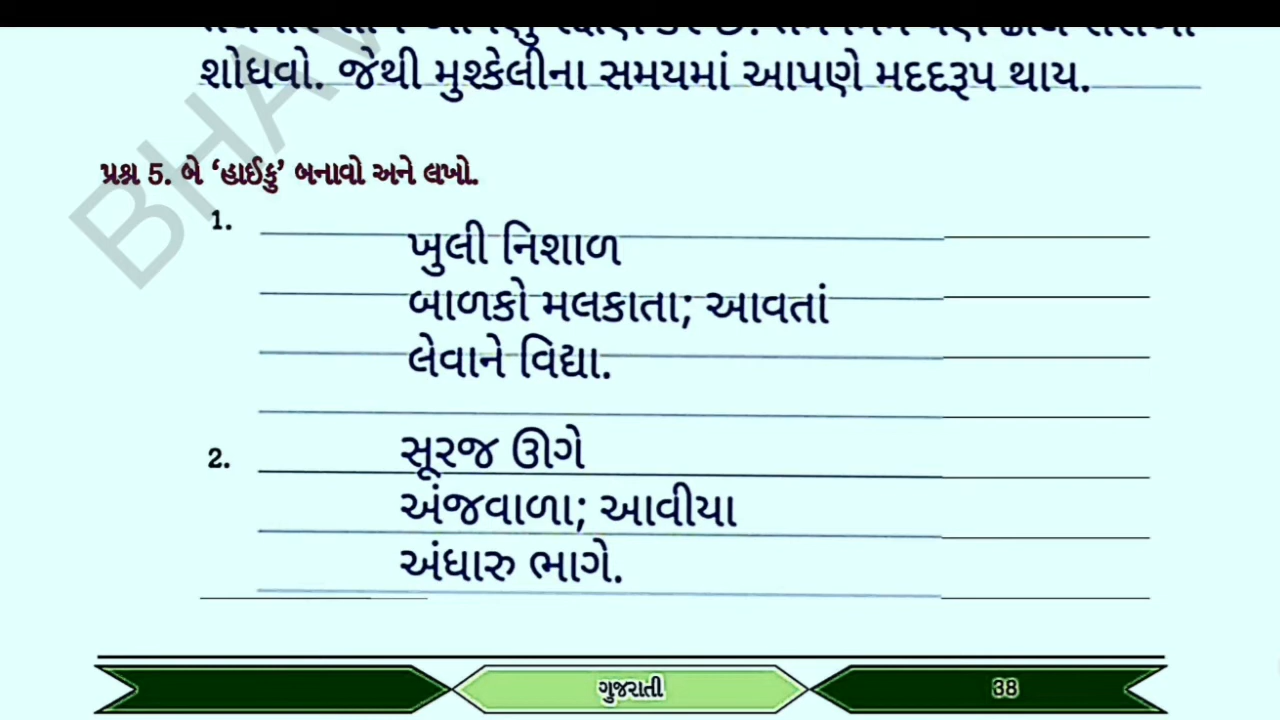 શોધવો. જેથી મુશ્કેલીના સમયમાં આપણે મદદરૂપ થાય.
પ્રશ્ન 5. બે ‘હાઈકુ’ બનાવો અને લખો.
1.
ખુલી નિશાળ
બાળકો મલકાતા; આવતાં
લેવાને વિદ્યા.
2.
સૂરજ ઊગે
અંજવાળા; આવીયા
અંધારુ ભાગે.
ગુજરાતી
38